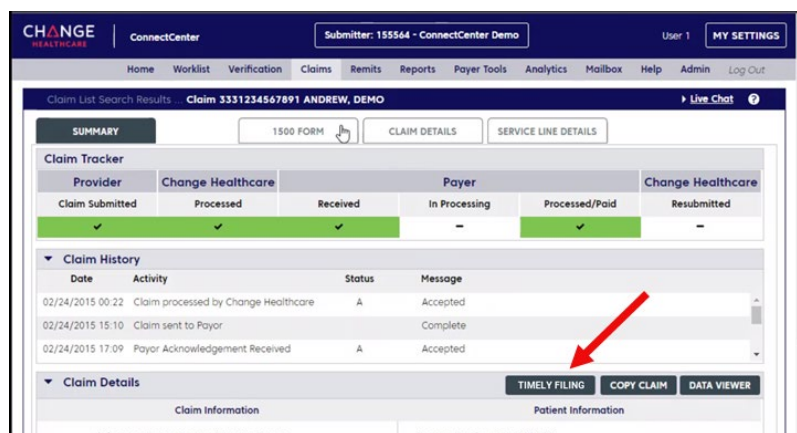 CHANGE HEALTHCARE
ConnectCenter
Submitter: 155564 - ConnectCenter Demo
User 1
MY SETTINGS
Home Worklist Verification Claims Remits Reports Payer Tools Analytics Mailbox Help Admin Log Out
Claim List Search Results ... Claim 3331234567891 ANDREW, DEMO
Live Chat ?
SUMMARY 1500 FORM CLAIM DETAILS SERVICE LINE DETAILS
Claim Tracker
Provider Change Healthcare Payer Change Healthcare
Claim Submitted Processed Received In Processing Processed/Paid Resubmitted
Claim History
Date Activity Status Message
02/24/2015 00:22 Claim processed by Change Healthcare A Accepted
02/24/2015 15:10 Claim sent to Payor Complete
02/24/2015 17:09 Payor Acknowledgement Received A Accepted
Claim Details
TIMELY FILING COPY CLAIM DATA VIEWER
Claim Information Patient Information